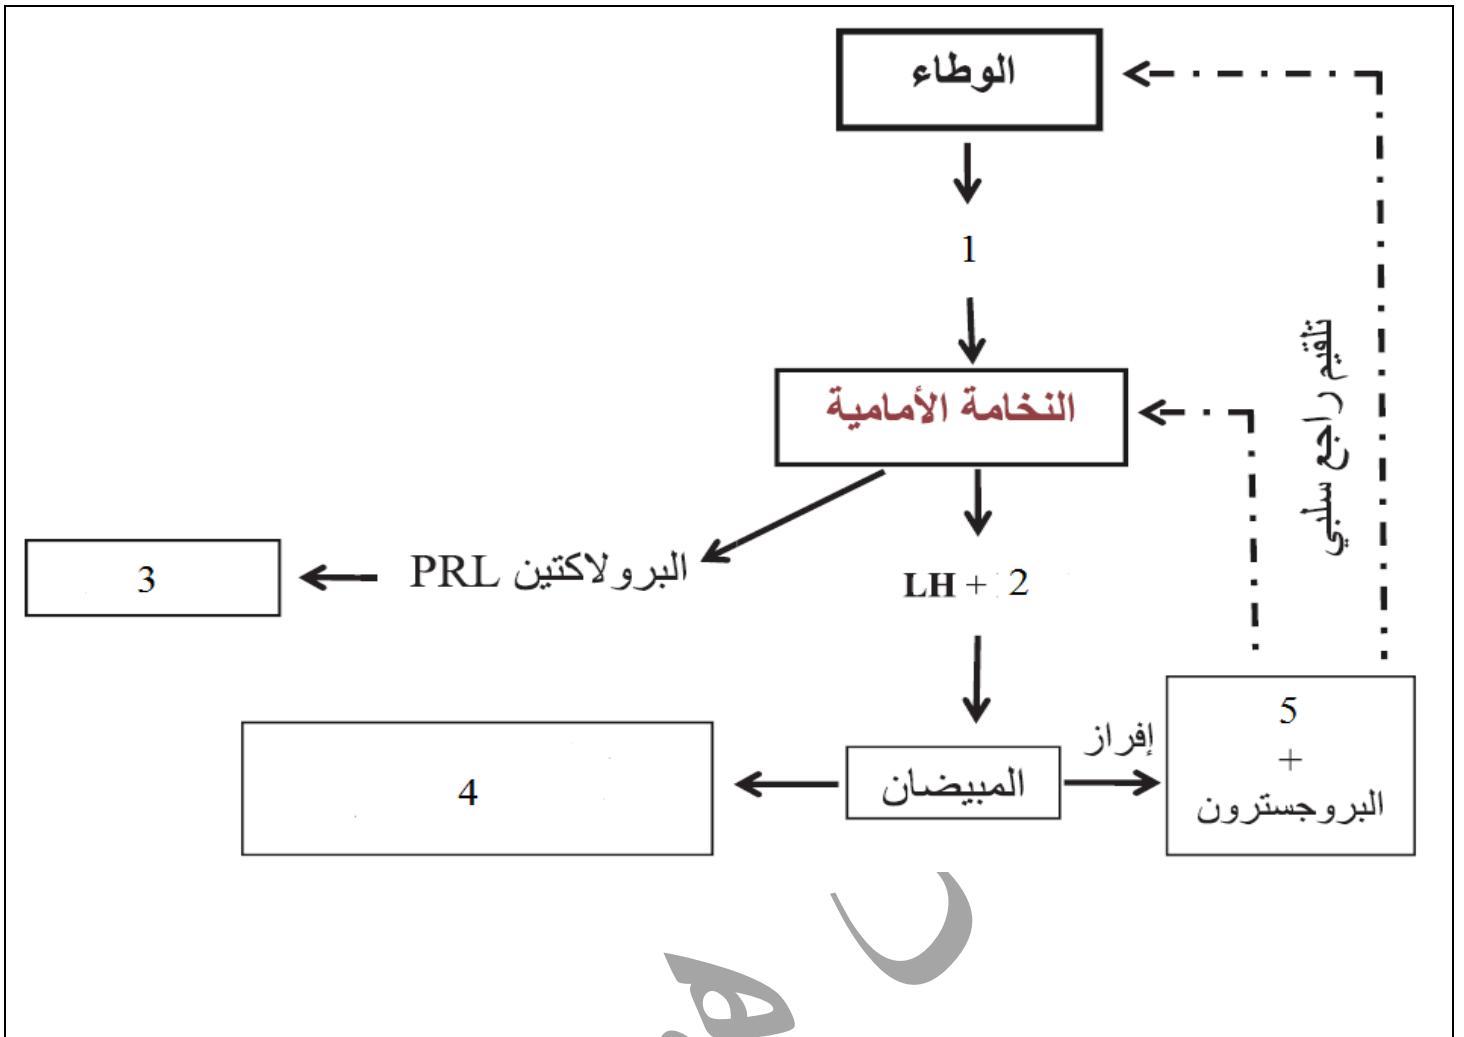 الوطاء
1
النخامة الأمامية
تلقيم راجع سلبي
3
البرولاكتين PRL
LH + 2
4
المبيضان
إفراز
5
+
البروجسترون